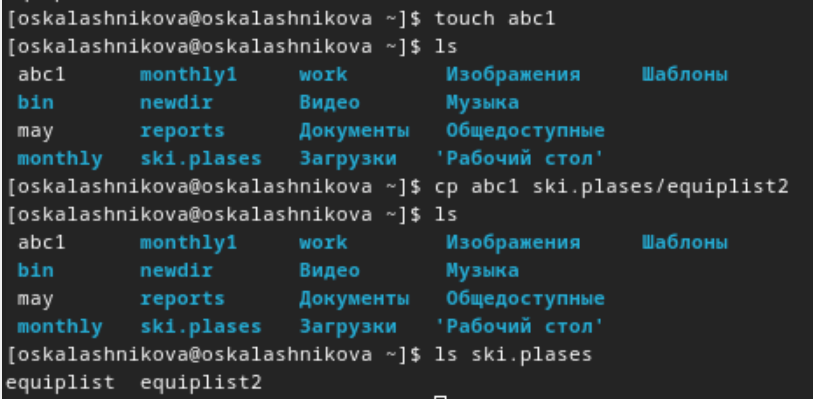 [oskalashnikova@oskalashnikova ~]$ touch abc1
[oskalashnikova@oskalashnikova ~]$ ls
abc1 monthly1 work Изображения Шаблоны
bin newdir Видео Музыка
may reports Документы Общедоступные
monthly ski.plases Загрузки 'Рабочий стол'
[oskalashnikova@oskalashnikova ~]$ cp abc1 ski.plases/equiplist2
[oskalashnikova@oskalashnikova ~]$ ls
abc1 monthly1 work Изображения Шаблоны
bin newdir Видео Музыка
may reports Документы Общедоступные
monthly ski.plases Загрузки 'Рабочий стол'
[oskalashnikova@oskalashnikova ~]$ ls ski.plases
equiplist equiplist2